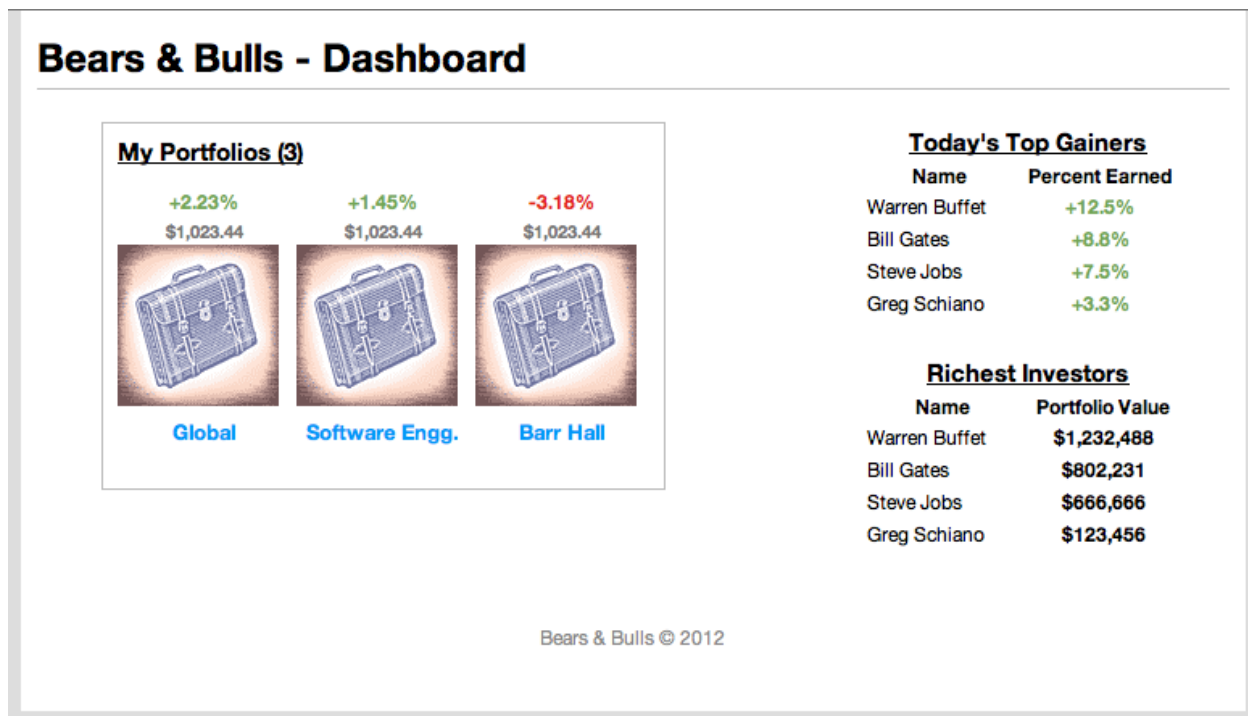 Bears & Bulls - Dashboard
My Portfolios (3)
+2.23% +1.45% -3.18%
$1,023.44 $1,023.44 $1,023.44
Global Software Engg. Barr Hall
Today's Top Gainers
Name Percent Earned
Warren Buffet +12.5%
Bill Gates +8.8%
Steve Jobs +7.5%
Greg Schiano +3.3%
Richest Investors
Name Portfolio Value
Warren Buffet $1,232,488
Bill Gates $802,231
Steve Jobs $666,666
Greg Schiano $123,456
Bears & Bulls © 2012